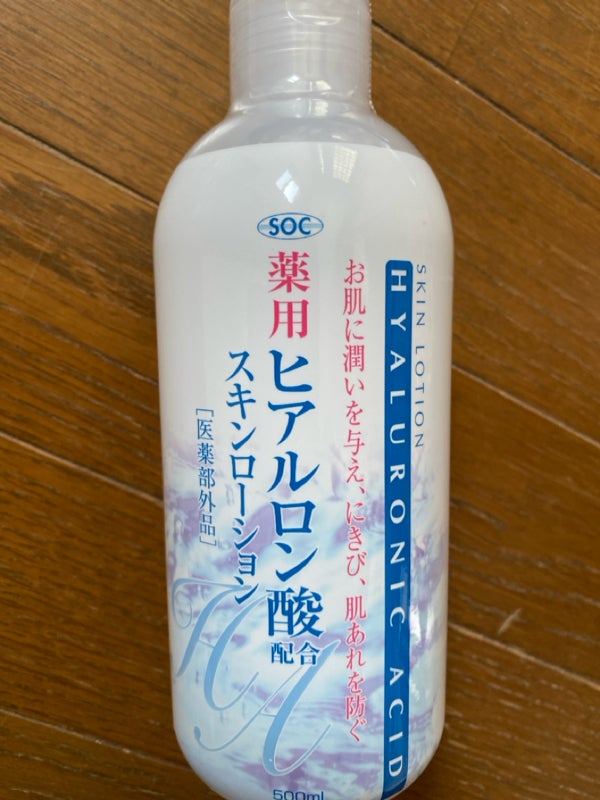 SOC
SKIN LOTION
HYALURONIC ACID
お肌に潤いを与え、にきび、肌あれを防ぐ
薬用
ヒアルロン酸
配合
スキンローション
[医薬部外品]
HA
500ml